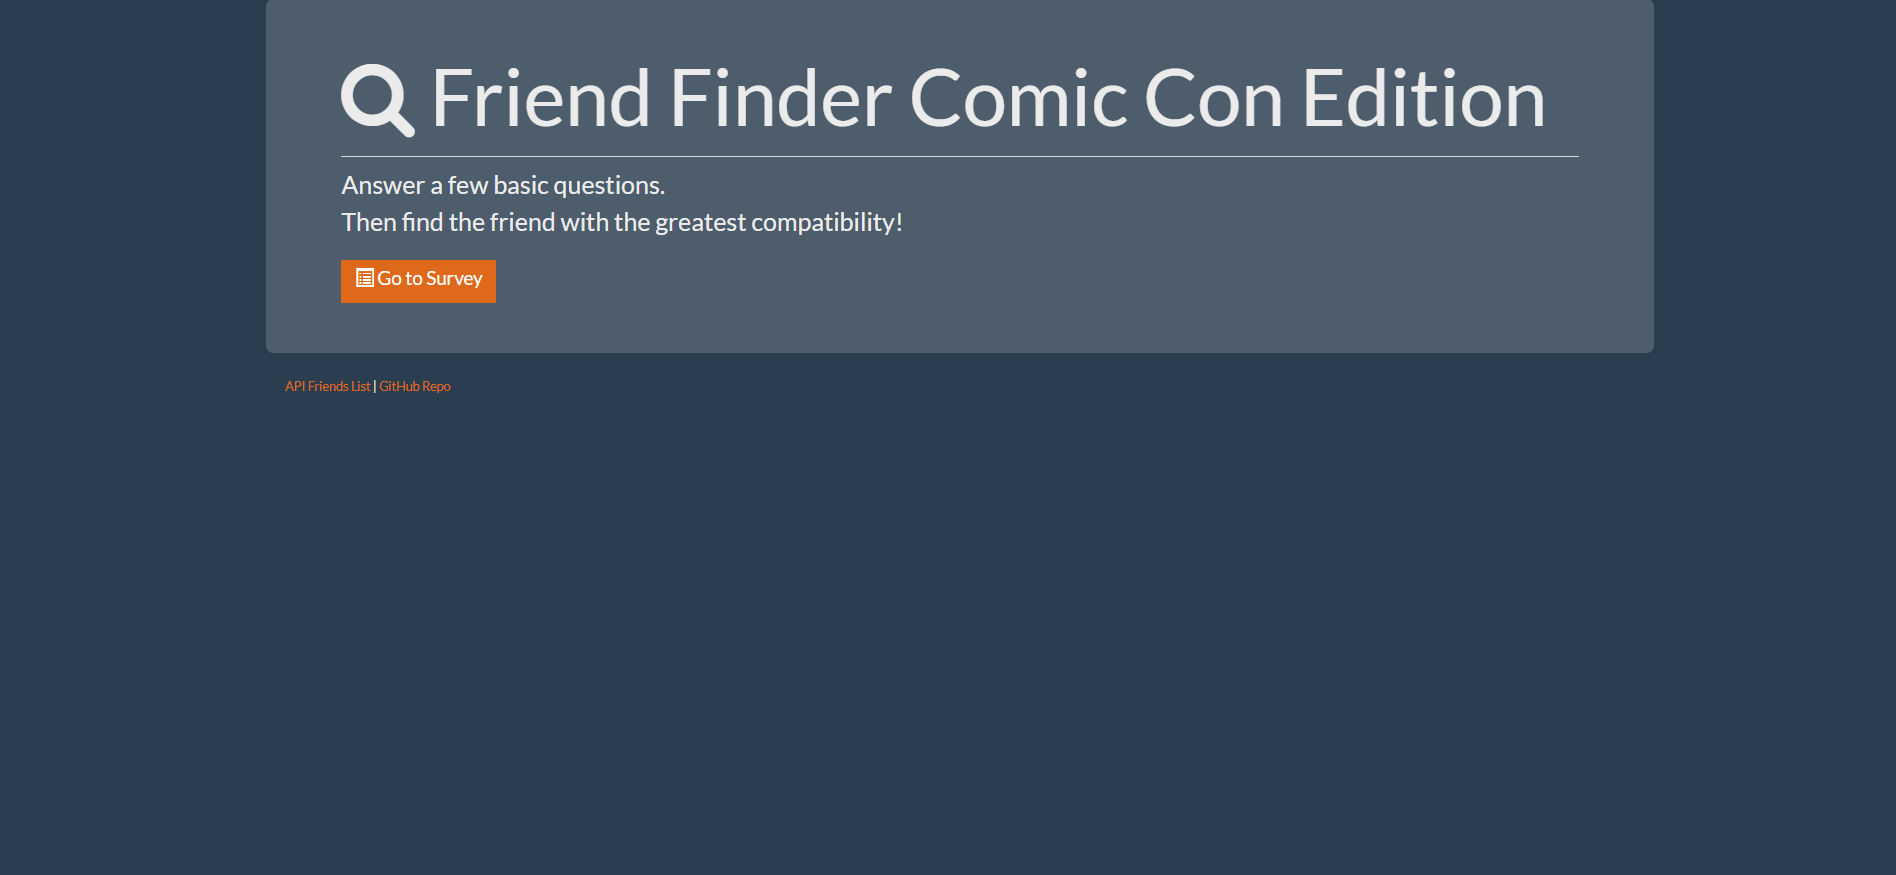 Friend Finder Comic Con Edition
Answer a few basic questions.
Then find the friend with the greatest compatibility!
Go to Survey
API Friends List | GitHub Repo